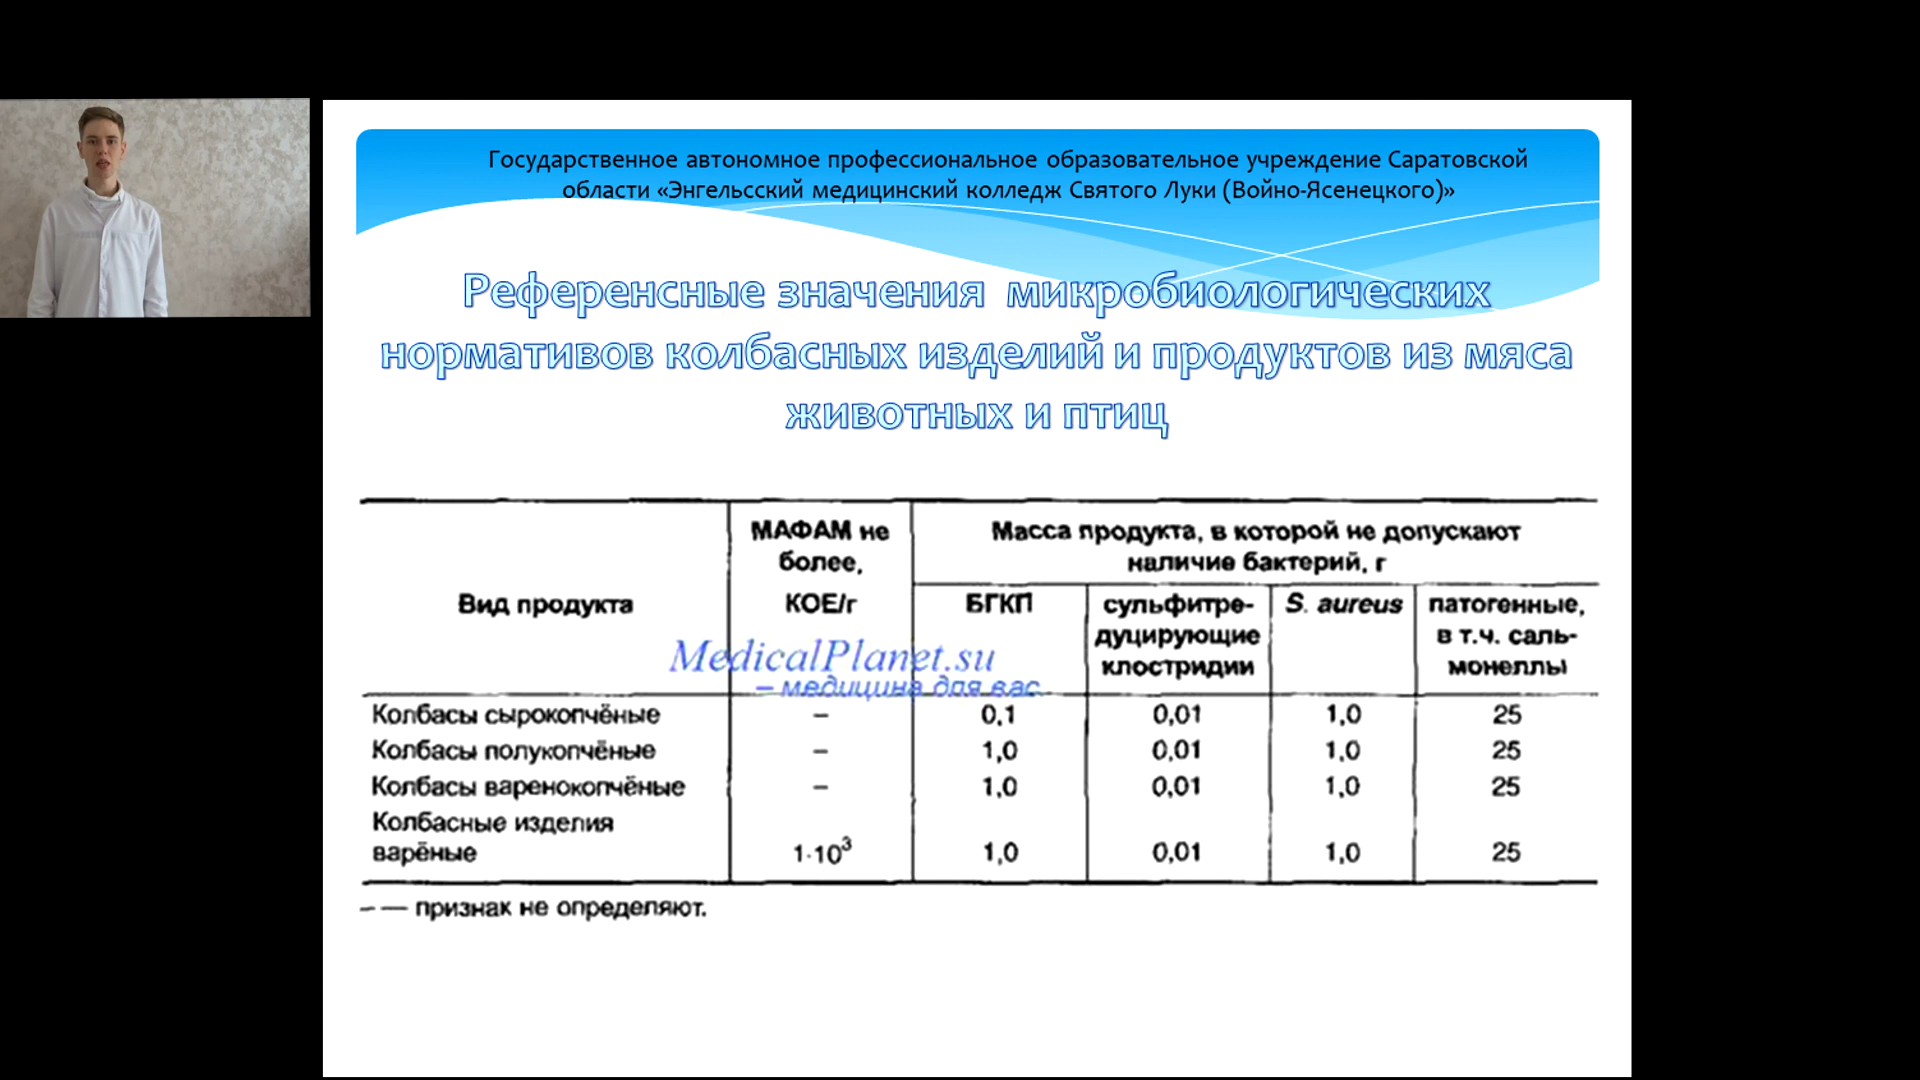 Государственное автономное профессиональное образовательное учреждение Саратовской
области «Энгельсский медицинский колледж Святого Луки (Войно-Ясенецкого)»
Референсные значения микробиологических
нормативов колбасных изделий и продуктов из мяса
животных и птиц
Вид продукта
МАФАМ не
более,
КОЕ/г
Масса продукта, в которой не допускают
наличие бактерий, г
БГКП
сульфитре-
дуцирующие
клостридии
S. aureus
патогенные,
в т.ч. саль-
монеллы
MedicalPlanet.su
– медицина для вас.
Колбасы сырокопчёные – 0,1 0,01 1,0 25
Колбасы полукопчёные – 1,0 0,01 1,0 25
Колбасы варенокопчёные – 1,0 0,01 1,0 25
Колбасные изделия
варёные 1·10³ 1,0 0,01 1,0 25
– — признак не определяют.